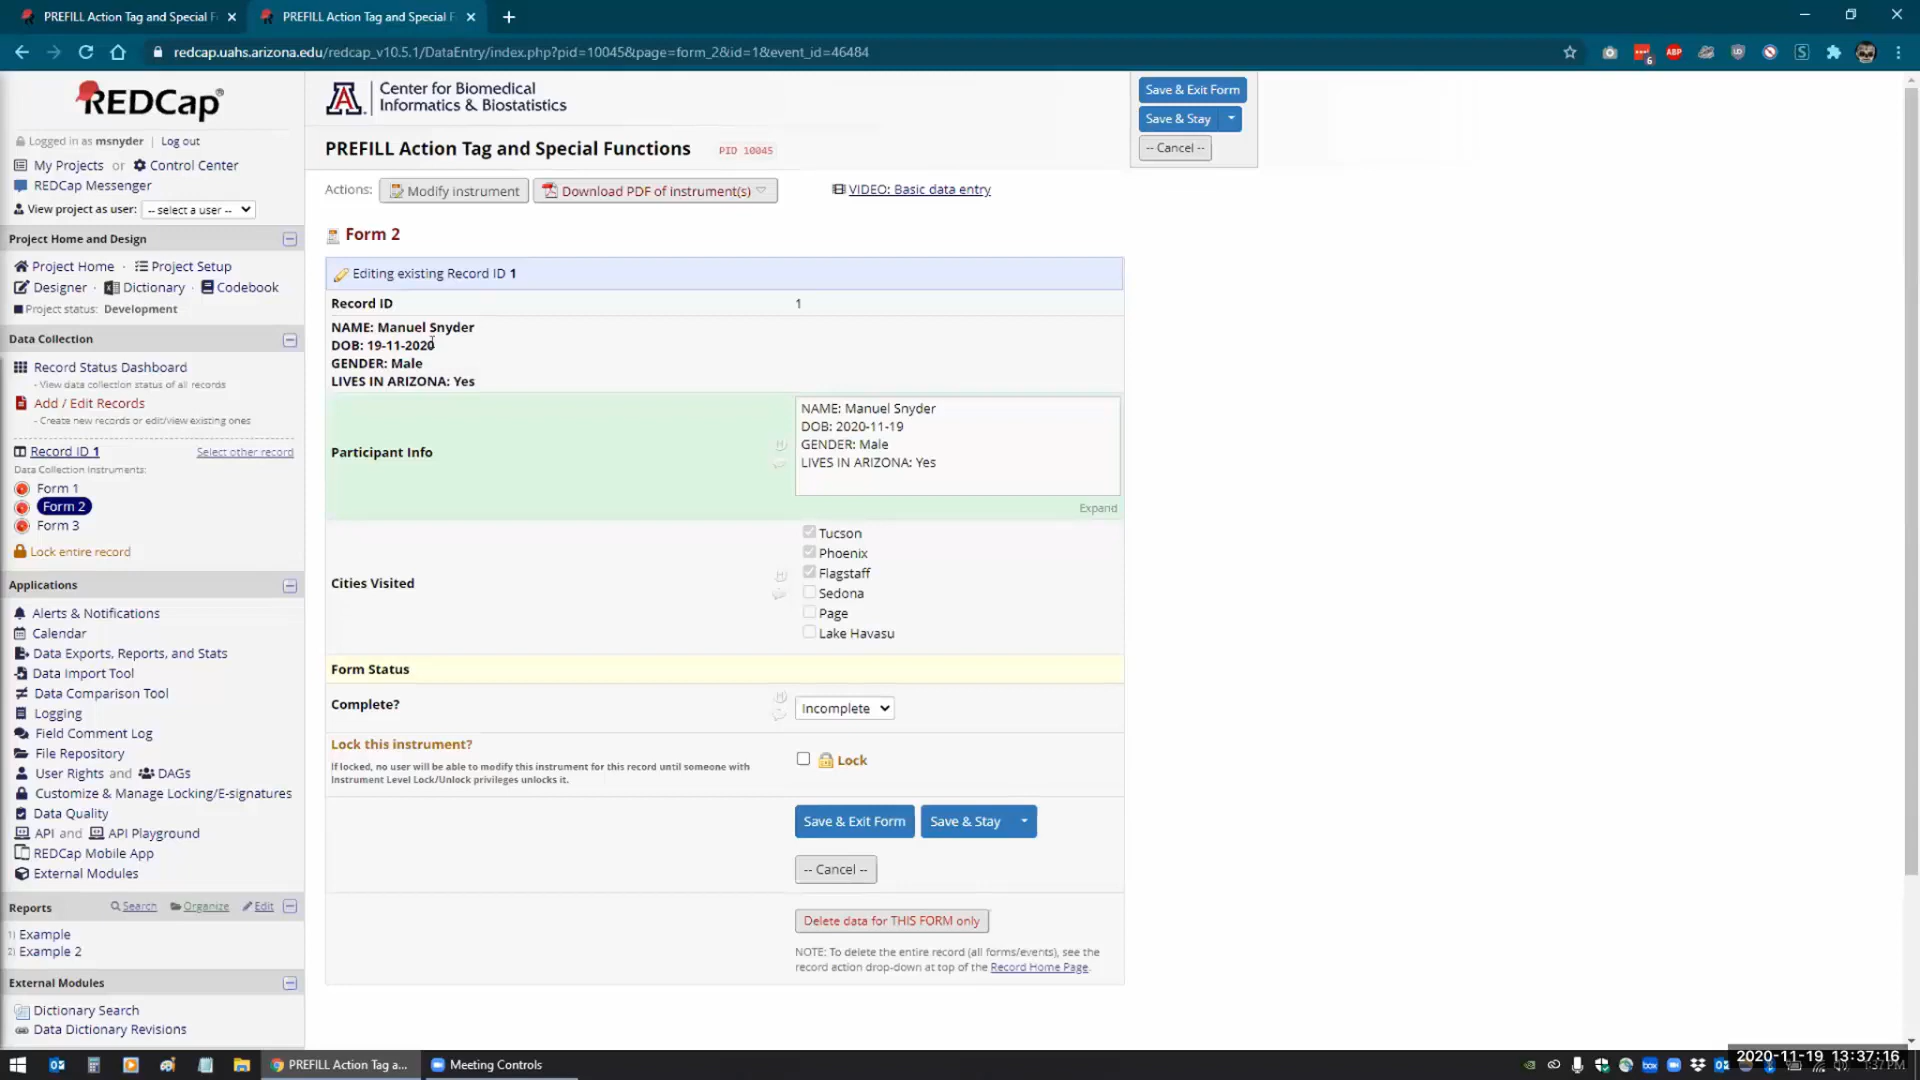 PREFILL Action Tag and Special F
PREFILL Action Tag and Special F
redcap.uahs.arizona.edu/redcap_v10.5.1/DataEntry/index.php?pid=10045&page=form_2&id=1&event_id=46484
REDCap
Logged in as msnyder | Log out
My Projects or Control Center
REDCap Messenger
View project as user: -- select a user --
Project Home and Design
Project Home · Project Setup
Designer · Dictionary · Codebook
Project status: Development
Data Collection
Record Status Dashboard
- View data collection status of all records
Add / Edit Records
- Create new records or edit/view existing ones
Record ID 1 Select other record
Data Collection Instruments:
Form 1
Form 2
Form 3
Lock entire record
Applications
Alerts & Notifications
Calendar
Data Exports, Reports, and Stats
Data Import Tool
Data Comparison Tool
Logging
Field Comment Log
File Repository
User Rights and DAGs
Customize & Manage Locking/E-signatures
Data Quality
API and API Playground
REDCap Mobile App
External Modules
Reports Search Organize Edit
1) Example
2) Example 2
External Modules
Dictionary Search
Data Dictionary Revisions
Center for Biomedical
Informatics & Biostatistics
PREFILL Action Tag and Special Functions PID 10045
Actions: Modify instrument Download PDF of instrument(s) VIDEO: Basic data entry
Form 2
Editing existing Record ID 1
Record ID 1
NAME: Manuel Snyder
DOB: 19-11-2020
GENDER: Male
LIVES IN ARIZONA: Yes
Participant Info
NAME: Manuel Snyder
DOB: 2020-11-19
GENDER: Male
LIVES IN ARIZONA: Yes
Expand
Cities Visited
Tucson
Phoenix
Flagstaff
Sedona
Page
Lake Havasu
Form Status
Complete? Incomplete
Lock this instrument?
If locked, no user will be able to modify this instrument for this record until someone with
Instrument Level Lock/Unlock privileges unlocks it.
Lock
Save & Exit Form Save & Stay
-- Cancel --
Delete data for THIS FORM only
NOTE: To delete the entire record (all forms/events), see the
record action drop-down at top of the Record Home Page.
Save & Exit Form
Save & Stay
-- Cancel --
PREFILL Action Tag a...
Meeting Controls
2020-11-19 13:37:16